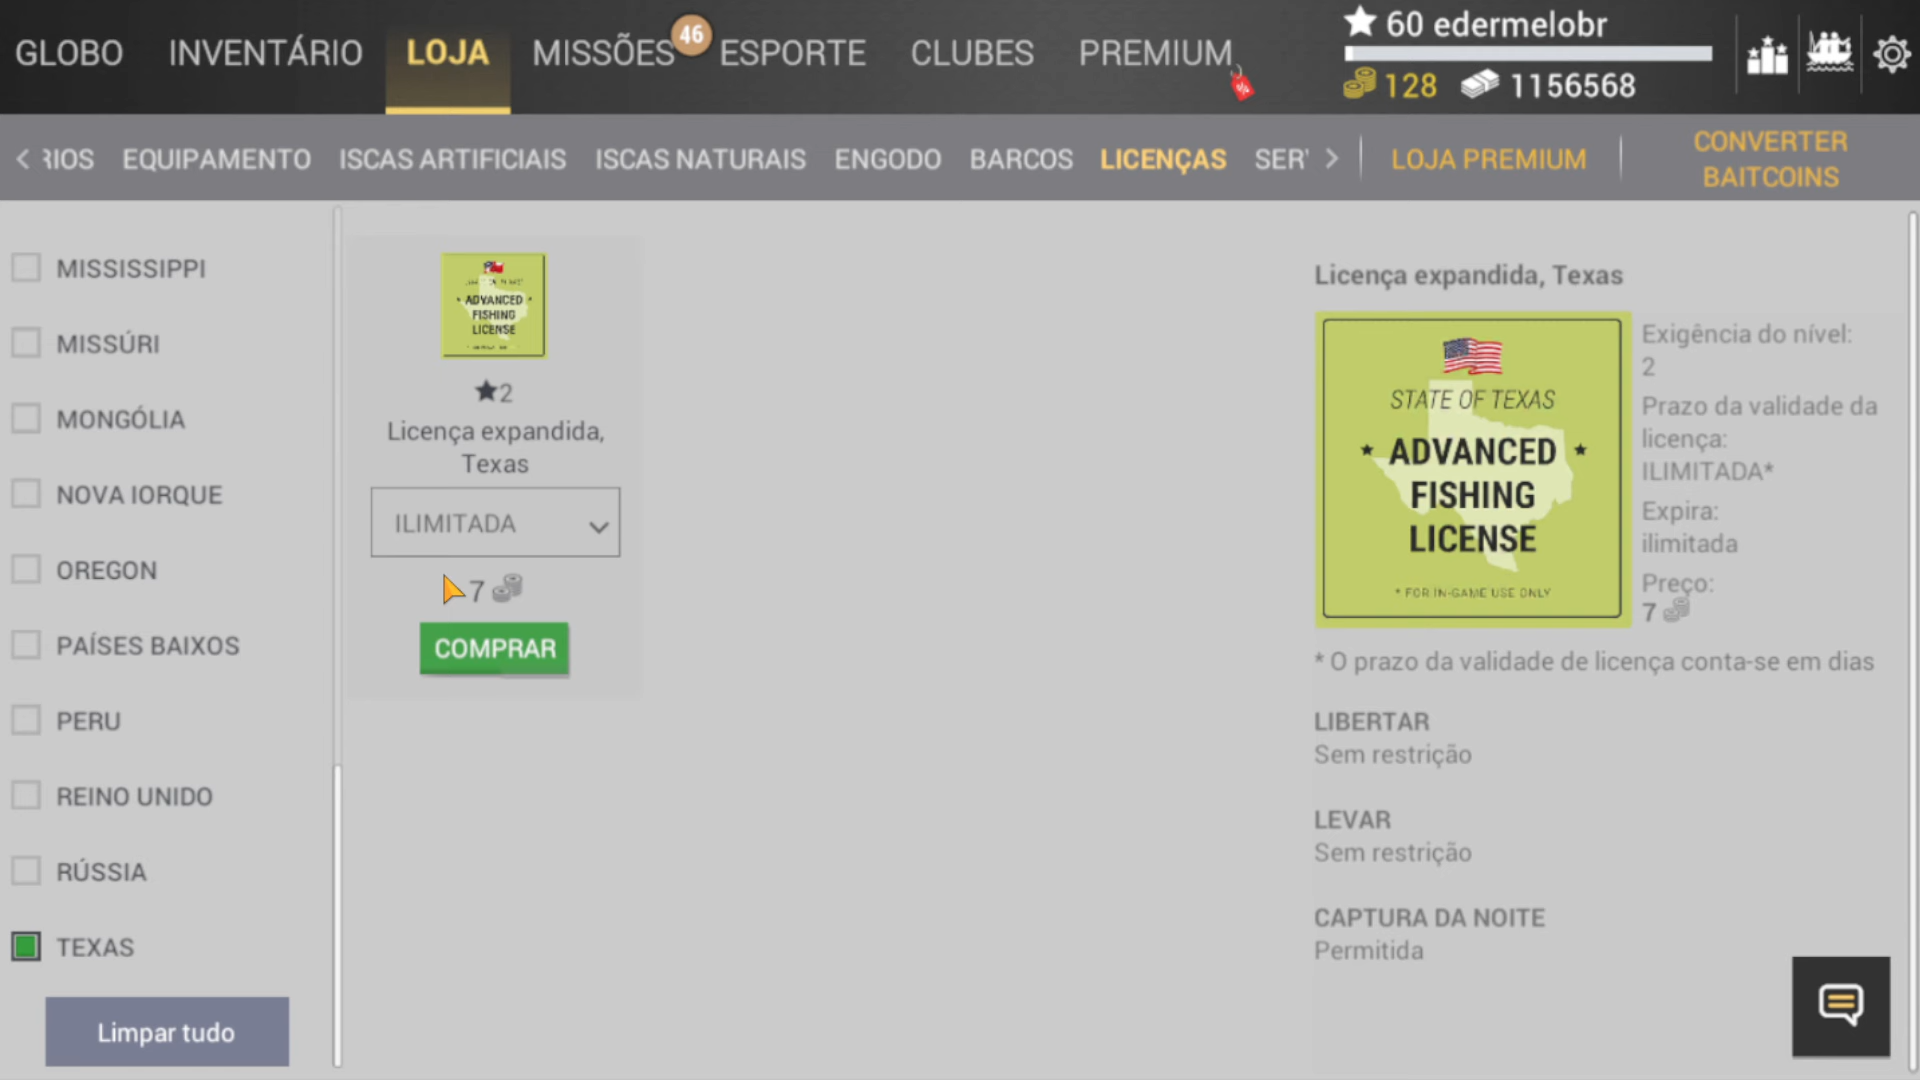 GLOBO
INVENTÁRIO
LOJA
MISSÕES
46
ESPORTE
CLUBES
PREMIUM
60 edermelobr
128
1156568
RIOS
EQUIPAMENTO
ISCAS ARTIFICIAIS
ISCAS NATURAIS
ENGODO
BARCOS
LICENÇAS
SER
LOJA PREMIUM
CONVERTER
BAITCOINS
MISSISSIPPI
MISSÚRI
MONGÓLIA
NOVA IORQUE
OREGON
PAÍSES BAIXOS
PERU
REINO UNIDO
RÚSSIA
TEXAS
Limpar tudo
ADVANCED
FISHING
LICENSE
2
Licença expandida,
Texas
ILIMITADA
7
COMPRAR
Licença expandida, Texas
STATE OF TEXAS
ADVANCED
FISHING
LICENSE
* FOR IN-GAME USE ONLY
Exigência do nível:
2
Prazo da validade da
licença:
ILIMITADA*
Expira:
ilimitada
Preço:
7
* O prazo da validade de licença conta-se em dias
LIBERTAR
Sem restrição
LEVAR
Sem restrição
CAPTURA DA NOITE
Permitida